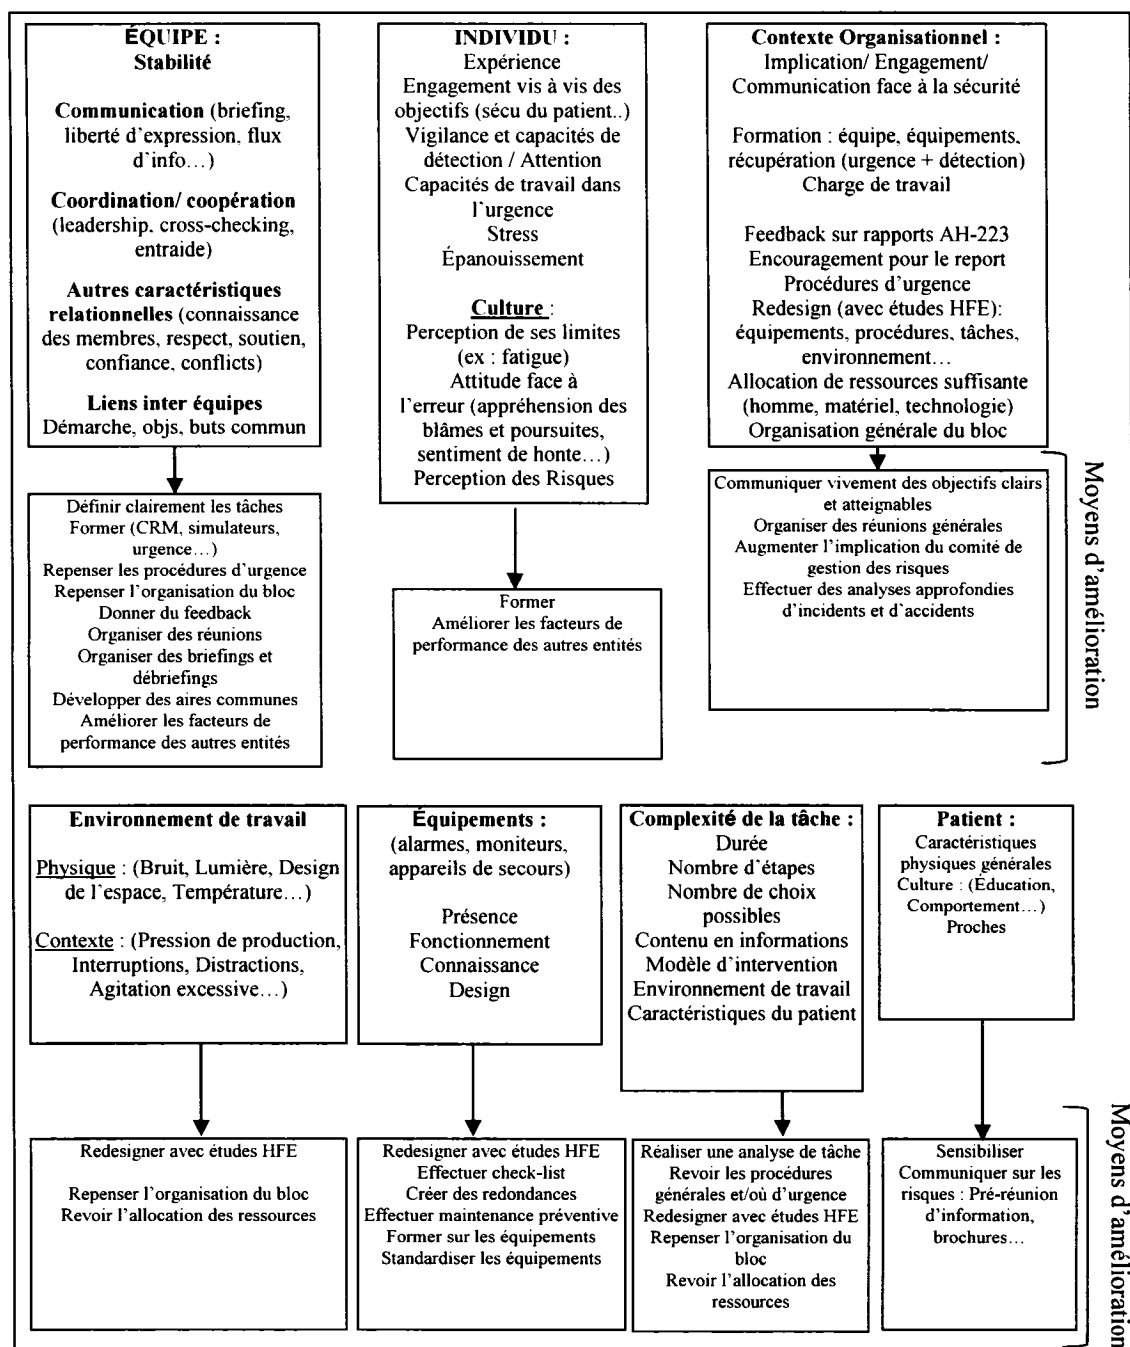 ÉQUIPE :
Stabilité
Communication (briefing,
liberté d'expression, flux
d'info…)
Coordination/ coopération
(leadership, cross-checking,
entraide)
Autres caractéristiques
relationnelles (connaissance
des membres, respect, soutien,
confiance, conflicts)
Liens inter équipes
Démarche, objs, buts commun
INDIVIDU :
Expérience
Engagement vis à vis des
objectifs (sécu du patient..)
Vigilance et capacités de
détection / Attention
Capacités de travail dans
l'urgence
Stress
Épanouissement
Culture :
Perception de ses limites
(ex : fatigue)
Attitude face à
l'erreur (appréhension des
blâmes et poursuites,
sentiment de honte…)
Perception des Risques
Contexte Organisationnel :
Implication/ Engagement/
Communication face à la sécurité
Formation : équipe, équipements,
récupération (urgence + détection)
Charge de travail
Feedback sur rapports AH-223
Encouragement pour le report
Procédures d'urgence
Redesign (avec études HFE):
équipements, procédures, tâches,
environnement…
Allocation de ressources suffisante
(homme, matériel, technologie)
Organisation générale du bloc
Définir clairement les tâches
Former (CRM, simulateurs,
urgence…)
Repenser les procédures d'urgence
Repenser l'organisation du bloc
Donner du feedback
Organiser des réunions
Organiser des briefings et
débriefings
Développer des aires communes
Améliorer les facteurs de
performance des autres entités
Former
Améliorer les facteurs de
performance des autres entités
Communiquer vivement des objectifs clairs
et atteignables
Organiser des réunions générales
Augmenter l'implication du comité de
gestion des risques
Effectuer des analyses approfondies
d'incidents et d'accidents
Moyens d'amélioration
Environnement de travail
Physique : (Bruit, Lumière, Design
de l'espace, Température…)
Contexte : (Pression de production,
Interruptions, Distractions,
Agitation excessive…)
Équipements :
(alarmes, moniteurs,
appareils de secours)
Présence
Fonctionnement
Connaissance
Design
Complexité de la tâche :
Durée
Nombre d'étapes
Nombre de choix
possibles
Contenu en informations
Modèle d'intervention
Environnement de travail
Caractéristiques du patient
Patient :
Caractéristiques
physiques générales
Culture : (Éducation,
Comportement…)
Proches
Redesigner avec études HFE
Repenser l'organisation du bloc
Revoir l'allocation des ressources
Redesigner avec études HFE
Effectuer check-list
Créer des redondances
Effectuer maintenance préventive
Former sur les équipements
Standardiser les équipements
Réaliser une analyse de tâche
Revoir les procédures
générales et/où d'urgence
Redesigner avec études HFE
Repenser l'organisation du
bloc
Revoir l'allocation des
ressources
Sensibiliser
Communiquer sur les
risques : Pré-réunion
d'information,
brochures…
Moyens d'amélioration